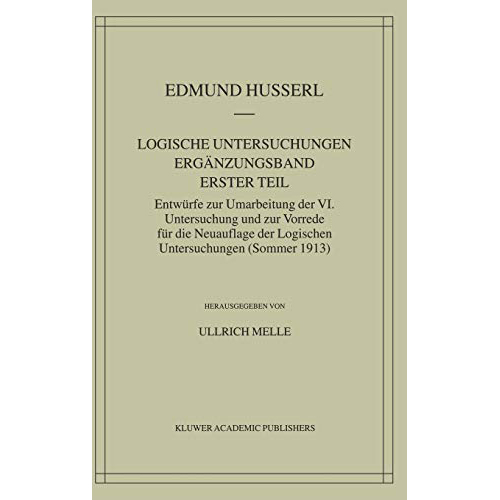 EDMUND HUSSERL
LOGISCHE UNTERSUCHUNGEN
ERGÄNZUNGSBAND
ERSTER TEIL
Entwürfe zur Umarbeitung der VI.
Untersuchung und zur Vorrede
für die Neuauflage der Logischen
Untersuchungen (Sommer 1913)
HERAUSGEGEBEN VON
ULLRICH MELLE
KLUWER ACADEMIC PUBLISHERS